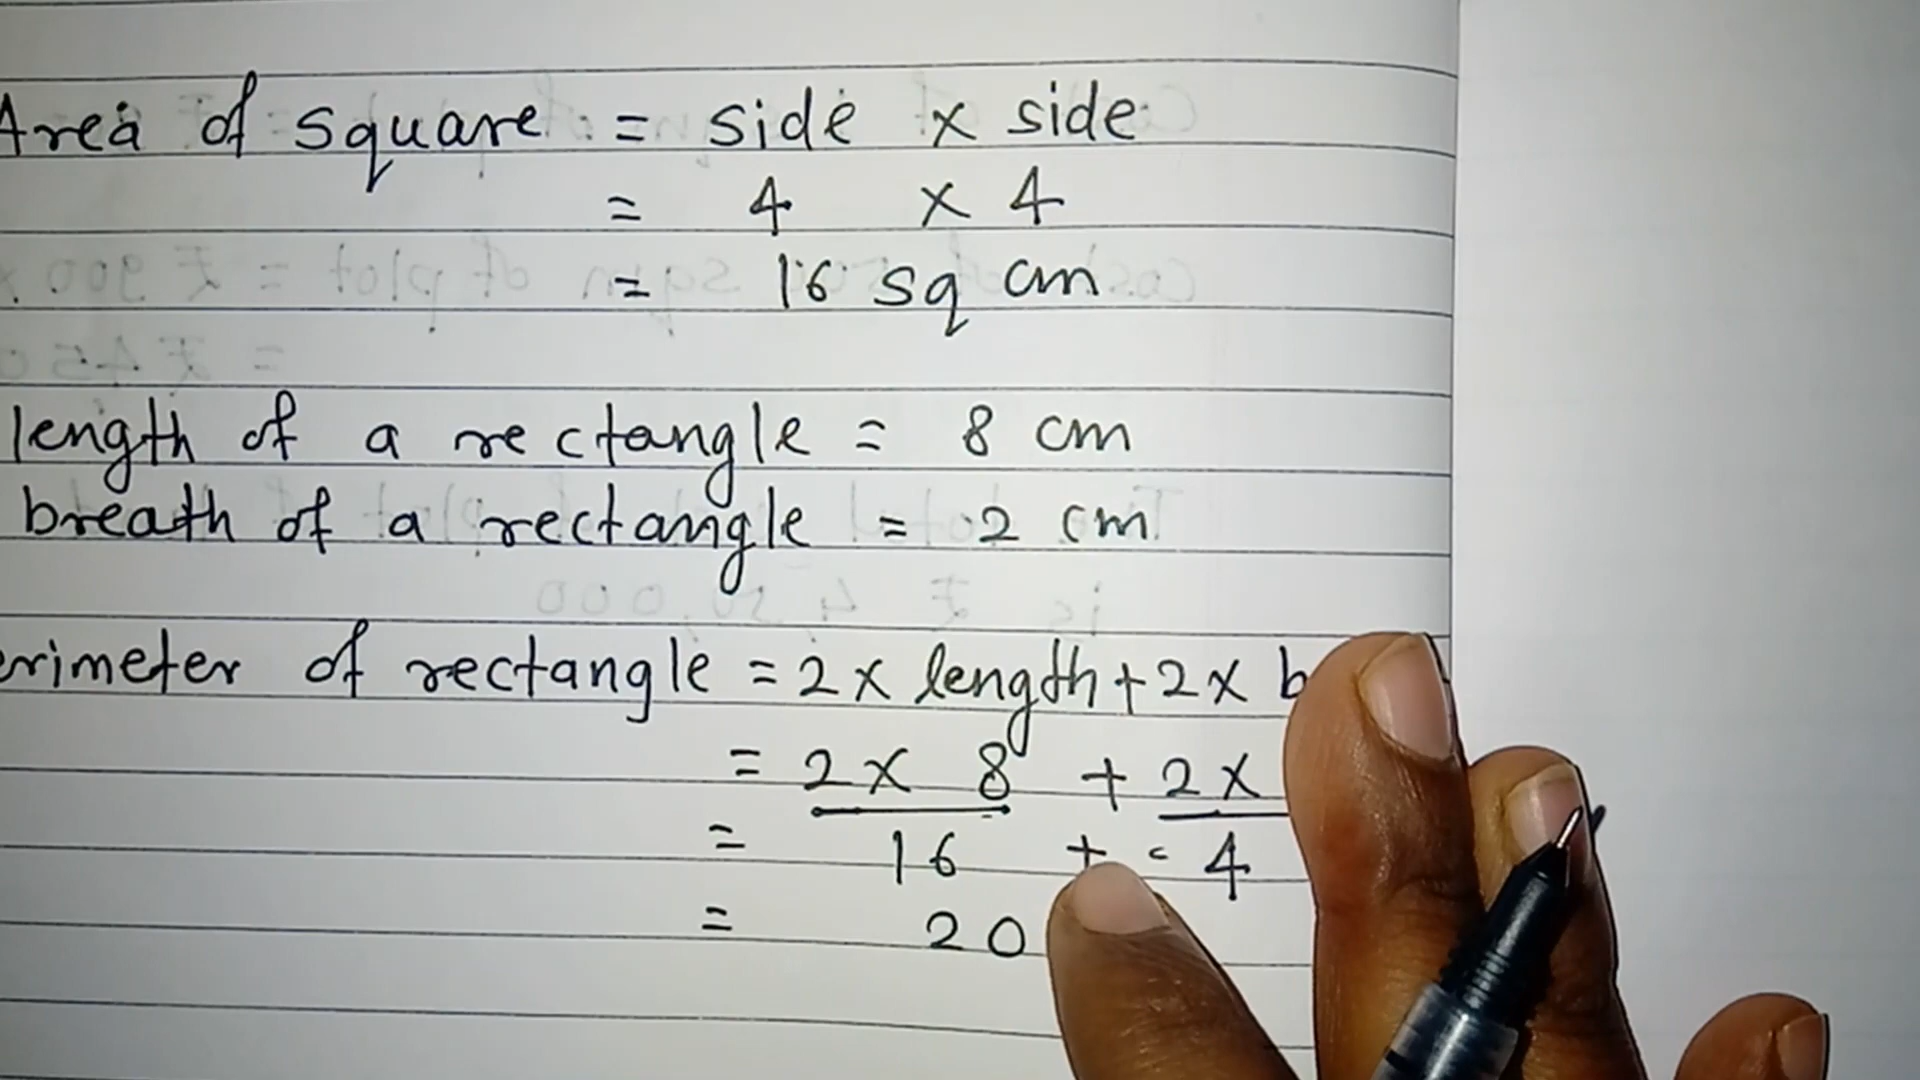 Area of square = side x side
= 4 x 4
= 16 sq cm
length of a rectangle = 8 cm
breath of a rectangle = 2 cm
erimeter of rectangle = 2 x length + 2 x b
= 2 x 8 + 2 x
= 16 + 4
= 20